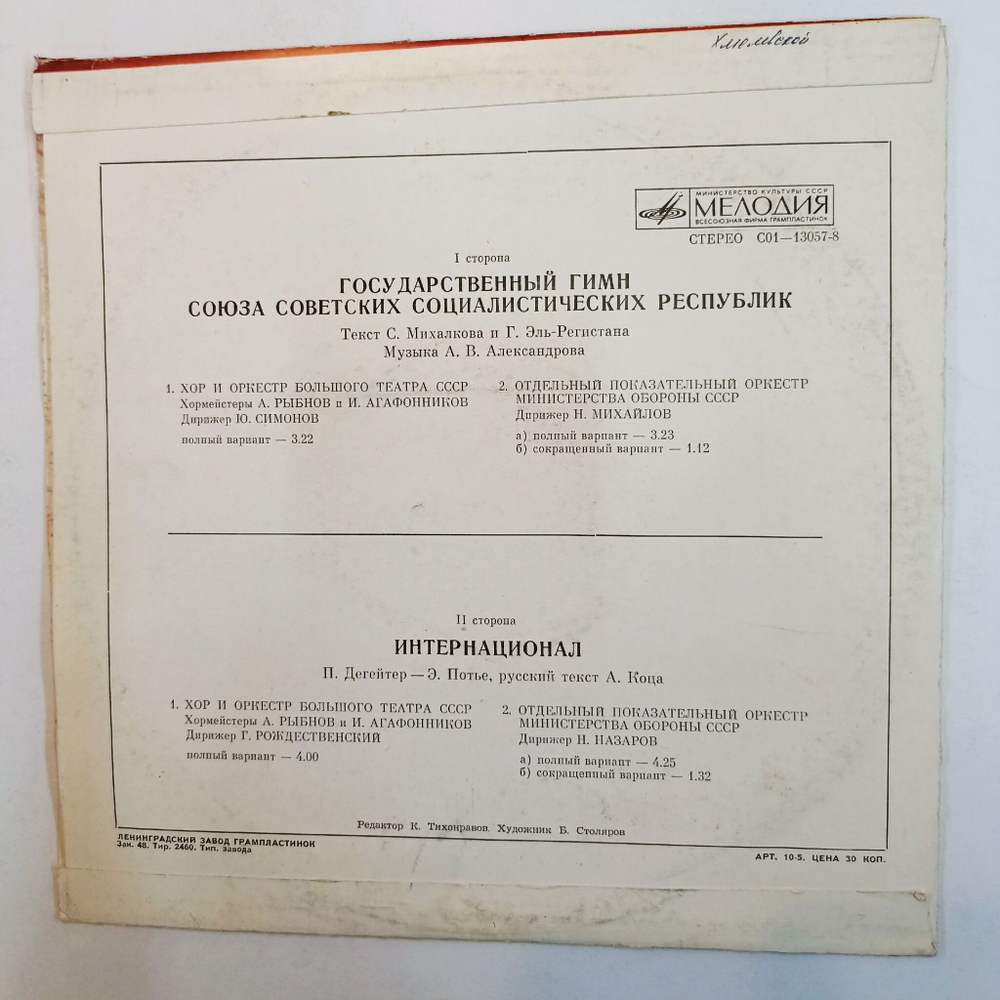 МИНИСТЕРСТВО КУЛЬТУРЫ СССР
МЕЛОДИЯ
ВСЕСОЮЗНАЯ ФИРМА ГРАМПЛАСТИНОК
СТЕРЕО С01—13057-8
I сторона
ГОСУДАРСТВЕННЫЙ ГИМН
СОЮЗА СОВЕТСКИХ СОЦИАЛИСТИЧЕСКИХ РЕСПУБЛИК
Текст С. Михалкова и Г. Эль-Регистана
Музыка А. В. Александрова
1. ХОР И ОРКЕСТР БОЛЬШОГО ТЕАТРА СССР
Хормейстеры А. РЫБНОВ и И. АГАФОННИКОВ
Дирижер Ю. СИМОНОВ
полный вариант — 3.22
2. ОТДЕЛЬНЫЙ ПОКАЗАТЕЛЬНЫЙ ОРКЕСТР
МИНИСТЕРСТВА ОБОРОНЫ СССР
Дирижер Н. МИХАЙЛОВ
а) полный вариант — 3.23
б) сокращенный вариант — 1.12
II сторона
ИНТЕРНАЦИОНАЛ
П. Дегейтер — Э. Потье, русский текст А. Коца
1. ХОР И ОРКЕСТР БОЛЬШОГО ТЕАТРА СССР
Хормейстеры А. РЫБНОВ и И. АГАФОННИКОВ
Дирижер Г. РОЖДЕСТВЕНСКИЙ
полный вариант — 4.00
2. ОТДЕЛЬНЫЙ ПОКАЗАТЕЛЬНЫЙ ОРКЕСТР
МИНИСТЕРСТВА ОБОРОНЫ СССР
Дирижер Н. НАЗАРОВ
а) полный вариант — 4.25
б) сокращенный вариант — 1.32
Редактор К. Тихонравов. Художник Б. Столяров
ЛЕНИНГРАДСКИЙ ЗАВОД ГРАМПЛАСТИНОК
Зак. 48. Тир. 2460. Тип. завода
АРТ. 10-5. ЦЕНА 30 КОП.